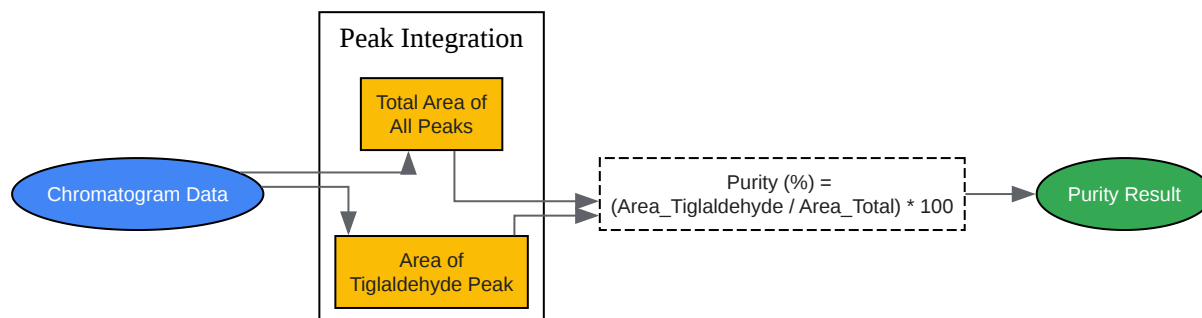 Peak Integration
Total Area of
All Peaks
Chromatogram Data
Purity (%) =
(Area_Tiglaldehyde / Area_Total) * 100
Purity Result
Area of
Tiglaldehyde Peak